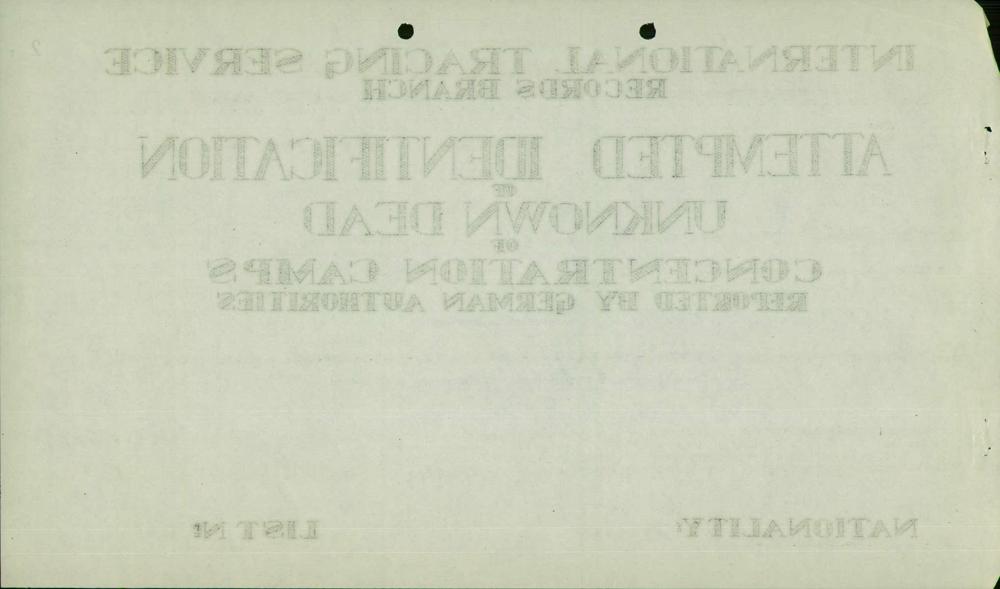 INTERNATIONAL TRACING SERVICE
RECORDS BRANCH
ATTEMPTED IDENTIFICATION
OF
UNKNOWN DEAD
OF
CONCENTRATION CAMPS
REPORTED BY GERMAN AUTHORITIES
NATIONALITY:
LIST Nº
2